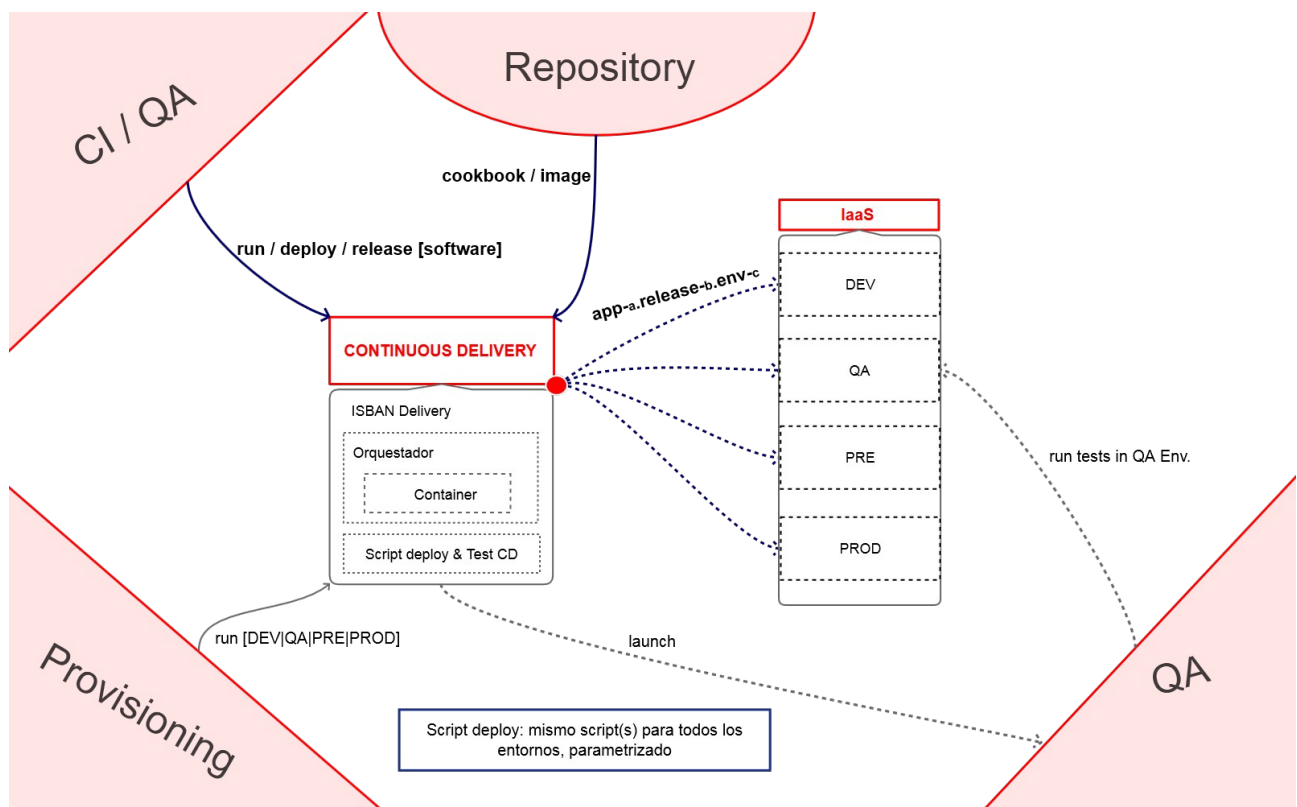 Repository
CI / QA
cookbook / image
run / deploy / release [software]
IaaS
app-a.release-b.env-c
DEV
CONTINUOUS DELIVERY
QA
ISBAN Delivery
Orquestador
Container
PRE
run tests in QA Env.
Script deploy & Test CD
PROD
run [DEV|QA|PRE|PROD]
launch
Provisioning
QA
Script deploy: mismo script(s) para todos los
entornos, parametrizado